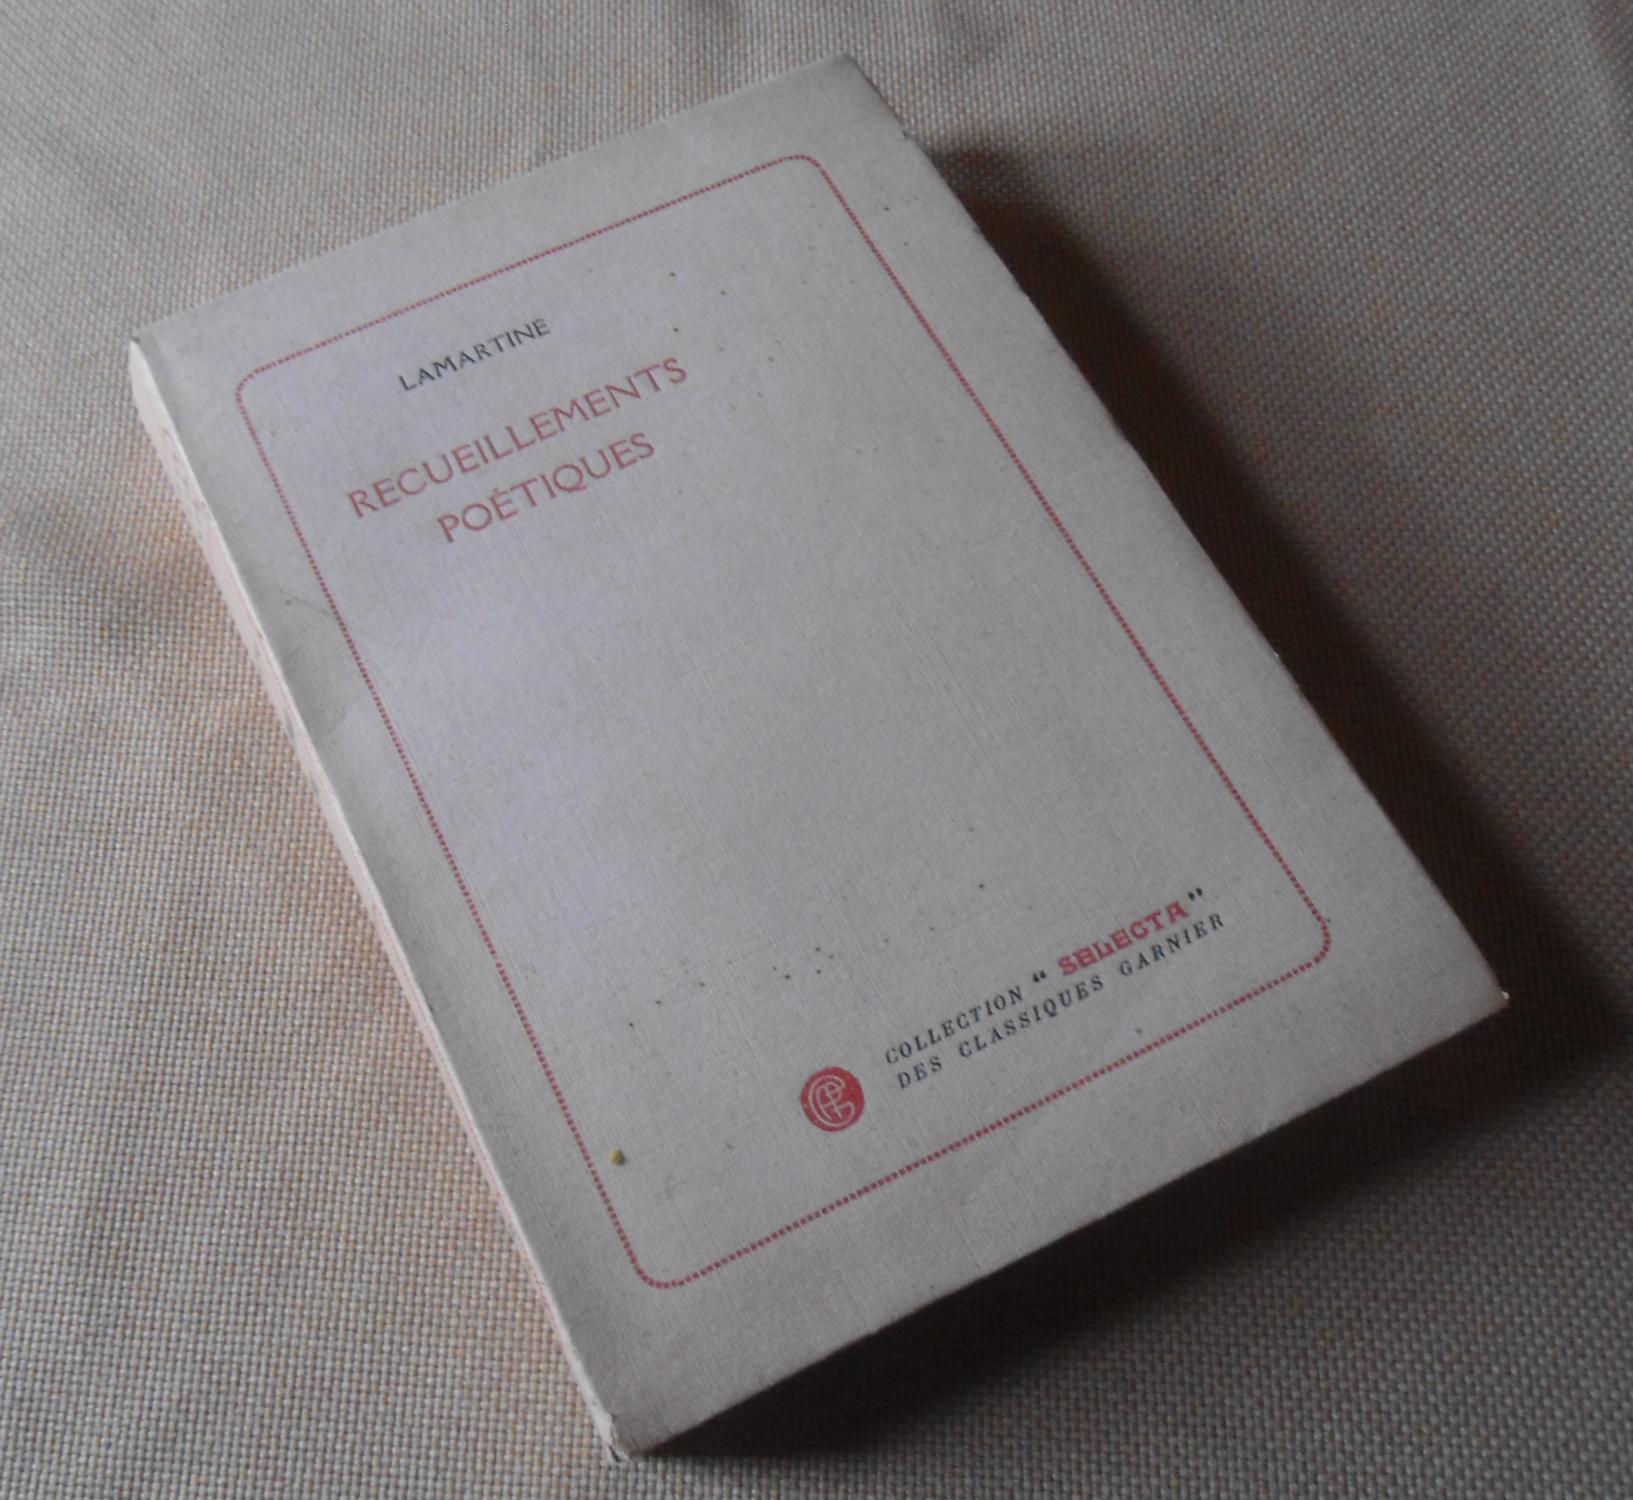 LAMARTINE
RECUEILLEMENTS
POÉTIQUES
COLLECTION “ SELECTA ”
DES CLASSIQUES GARNIER